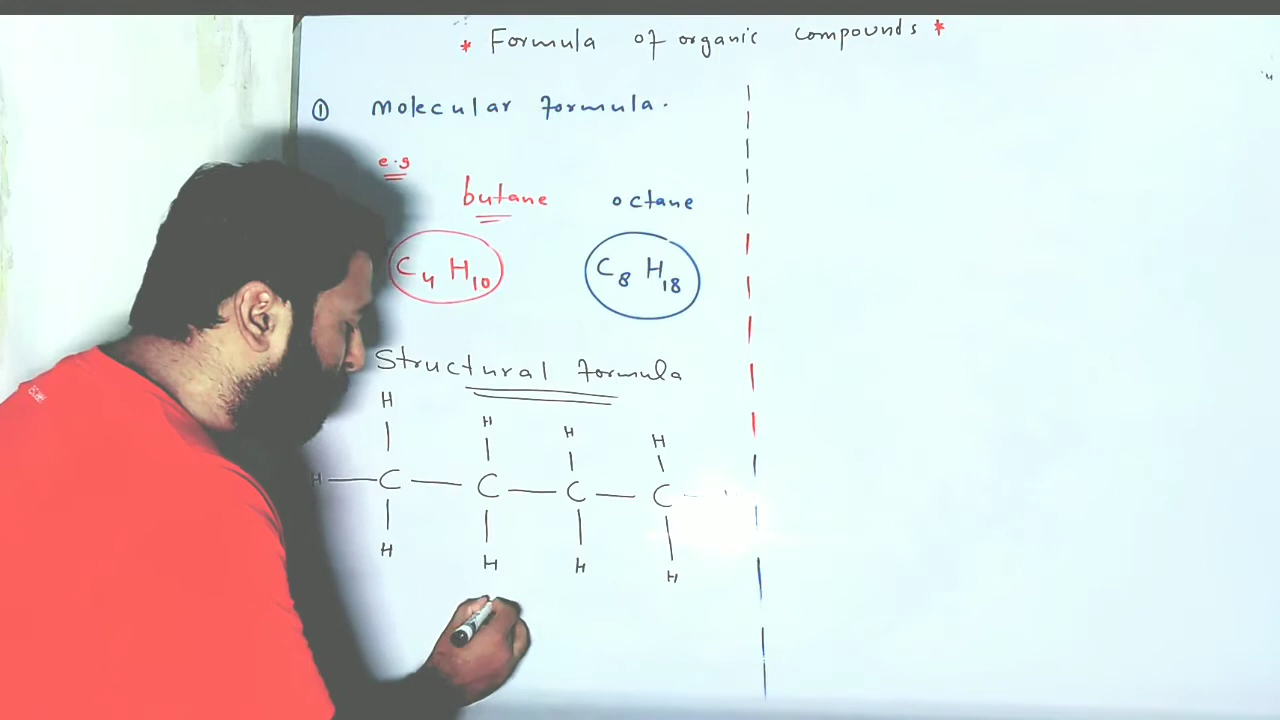 * Formula of organic compounds *
① Molecular formula.
e.g
butane octane
C4 H10 C8 H18
Structural formula
H H H H
H — C — C — C — C —
H H H H